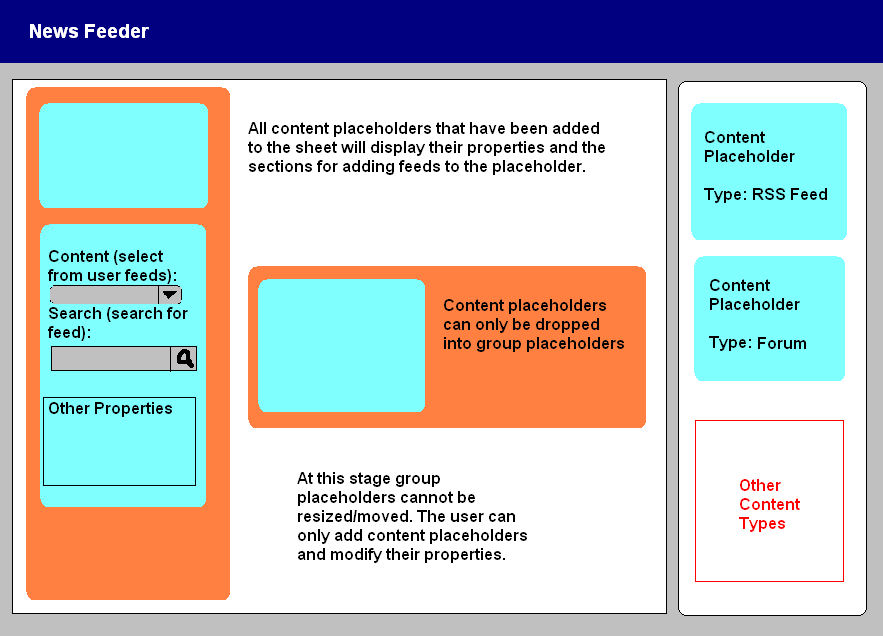 News Feeder
All content placeholders that have been added
to the sheet will display their properties and the
sections for adding feeds to the placeholder.
Content (select
from user feeds):
Search (search for
feed):
Other Properties
Content placeholders
can only be dropped
into group placeholders
At this stage group
placeholders cannot be
resized/moved. The user can
only add content placeholders
and modify their properties.
Content
Placeholder
Type: RSS Feed
Content
Placeholder
Type: Forum
Other
Content
Types